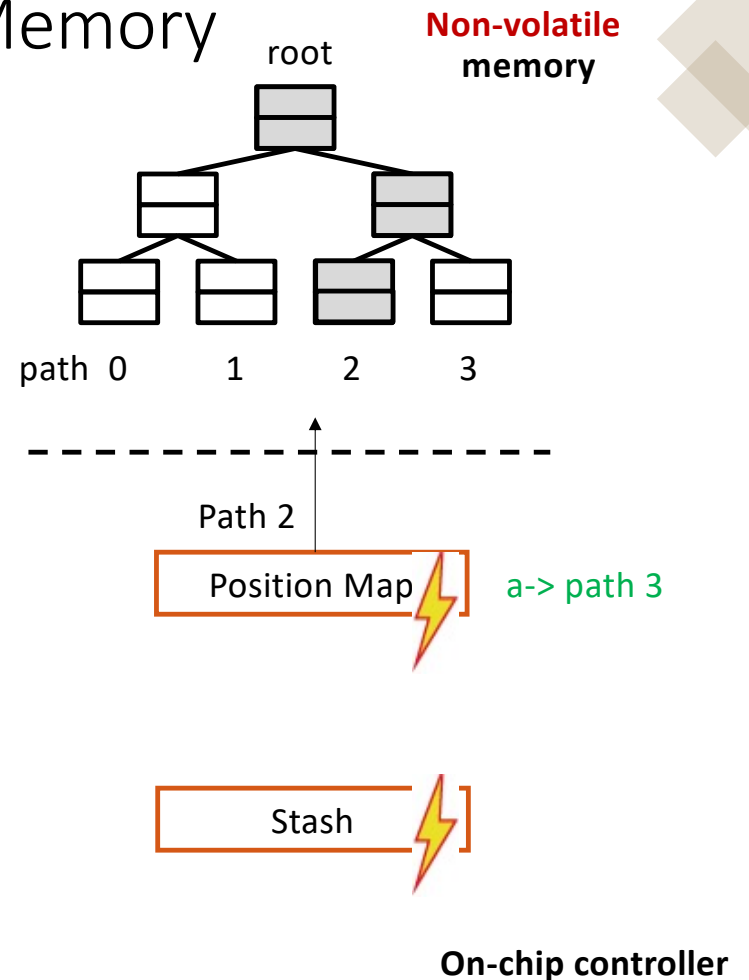 Memory
root
Non-volatile
memory
path 0 1 2 3
Path 2
Position Map
a-> path 3
Stash
On-chip controller